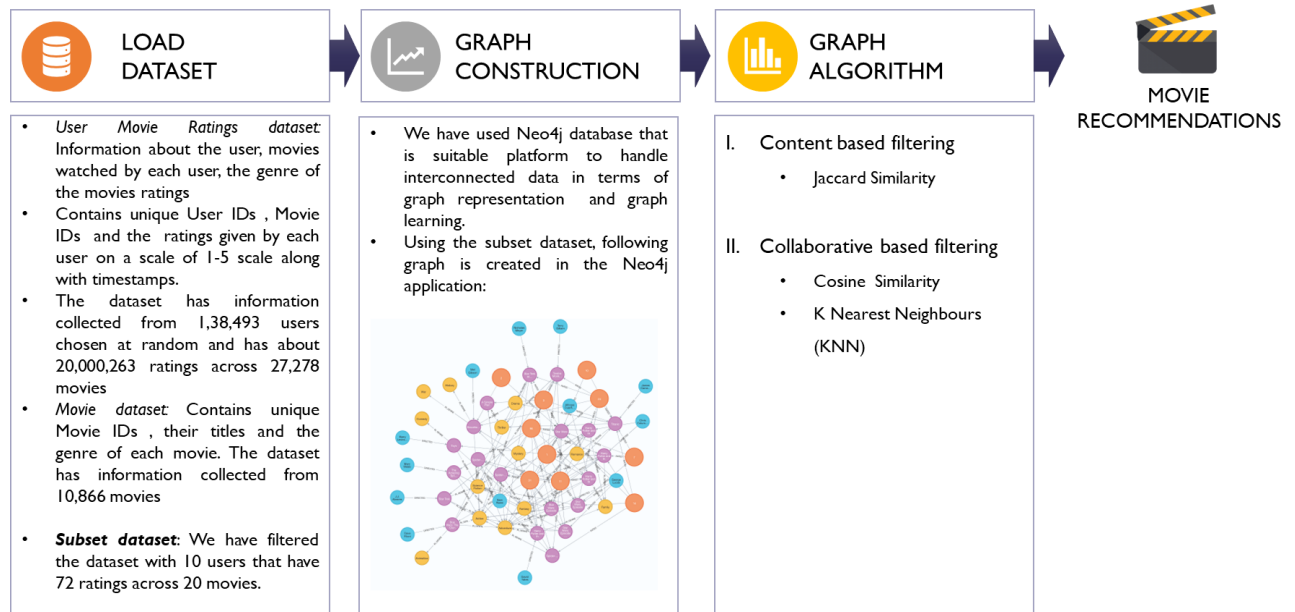 LOAD
DATASET
GRAPH
CONSTRUCTION
GRAPH
ALGORITHM
MOVIE
RECOMMENDATIONS
• User Movie Ratings dataset:
Information about the user, movies
watched by each user, the genre of
the movies ratings
• Contains unique User IDs , Movie
IDs and the ratings given by each
user on a scale of 1-5 scale along
with timestamps.
• The dataset has information
collected from 1,38,493 users
chosen at random and has about
20,000,263 ratings across 27,278
movies
• Movie dataset: Contains unique
Movie IDs , their titles and the
genre of each movie. The dataset
has information collected from
10,866 movies
• Subset dataset: We have filtered
the dataset with 10 users that have
72 ratings across 20 movies.
• We have used Neo4j database that
is suitable platform to handle
interconnected data in terms of
graph representation and graph
learning.
• Using the subset dataset, following
graph is created in the Neo4j
application:
I. Content based filtering
• Jaccard Similarity
II. Collaborative based filtering
• Cosine Similarity
• K Nearest Neighbours
(KNN)